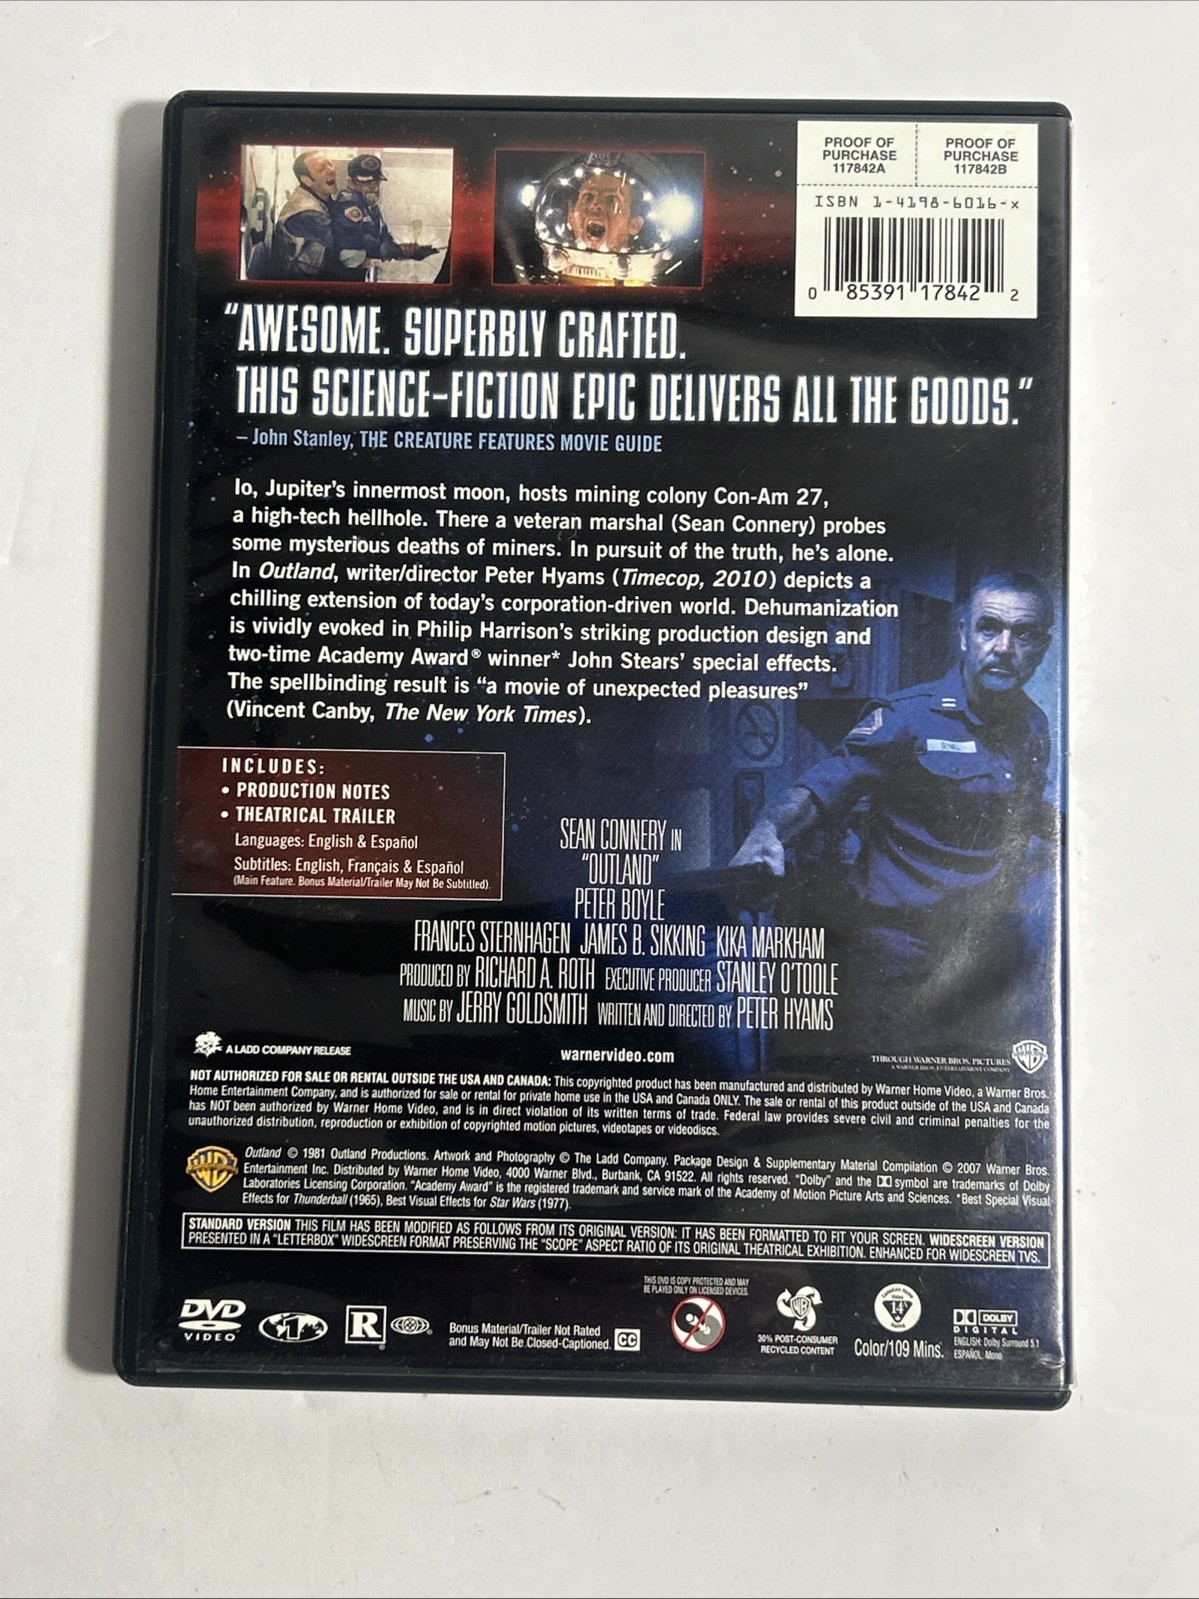 PROOF OF PURCHASE 117842A
PROOF OF PURCHASE 117842B
ISBN 1-4198-6016-x
0 85391 17842 2
"AWESOME. SUPERBLY CRAFTED.
THIS SCIENCE-FICTION EPIC DELIVERS ALL THE GOODS."
– John Stanley, THE CREATURE FEATURES MOVIE GUIDE
Io, Jupiter's innermost moon, hosts mining colony Con-Am 27,
a high-tech hellhole. There a veteran marshal (Sean Connery) probes
some mysterious deaths of miners. In pursuit of the truth, he's alone.
In Outland, writer/director Peter Hyams (Timecop, 2010) depicts a
chilling extension of today's corporation-driven world. Dehumanization
is vividly evoked in Philip Harrison's striking production design and
two-time Academy Award® winner* John Stears' special effects.
The spellbinding result is "a movie of unexpected pleasures"
(Vincent Canby, The New York Times).
INCLUDES:
• PRODUCTION NOTES
• THEATRICAL TRAILER
Languages: English & Español
Subtitles: English, Français & Español
(Main Feature. Bonus Material/Trailer May Not Be Subtitled).
SEAN CONNERY IN
"OUTLAND"
PETER BOYLE
FRANCES STERNHAGEN JAMES B. SIKKING KIKA MARKHAM
PRODUCED BY RICHARD A. ROTH EXECUTIVE PRODUCER STANLEY O'TOOLE
MUSIC BY JERRY GOLDSMITH WRITTEN AND DIRECTED BY PETER HYAMS
A LADD COMPANY RELEASE
warnervideo.com
THROUGH WARNER BROS. PICTURES
A WARNER BROS. ENTERTAINMENT COMPANY
NOT AUTHORIZED FOR SALE OR RENTAL OUTSIDE THE USA AND CANADA: This copyrighted product has been manufactured and distributed by Warner Home Video, a Warner Bros.
Home Entertainment Company, and is authorized for sale or rental for private home use in the USA and Canada ONLY. The sale or rental of this product outside of the USA and Canada
has NOT been authorized by Warner Home Video, and is in direct violation of its written terms of trade. Federal law provides severe civil and criminal penalties for the
unauthorized distribution, reproduction or exhibition of copyrighted motion pictures, videotapes or videodiscs.
Outland © 1981 Outland Productions. Artwork and Photography © The Ladd Company. Package Design & Supplementary Material Compilation © 2007 Warner Bros.
Entertainment Inc. Distributed by Warner Home Video, 4000 Warner Blvd., Burbank, CA 91522. All rights reserved. "Dolby" and the symbol are trademarks of Dolby
Laboratories Licensing Corporation. "Academy Award" is the registered trademark and service mark of the Academy of Motion Picture Arts and Sciences. *Best Special Visual
Effects for Thunderball (1965), Best Visual Effects for Star Wars (1977).
STANDARD VERSION THIS FILM HAS BEEN MODIFIED AS FOLLOWS FROM ITS ORIGINAL VERSION: IT HAS BEEN FORMATTED TO FIT YOUR SCREEN. WIDESCREEN VERSION
PRESENTED IN A "LETTERBOX" WIDESCREEN FORMAT PRESERVING THE "SCOPE" ASPECT RATIO OF ITS ORIGINAL THEATRICAL EXHIBITION. ENHANCED FOR WIDESCREEN TVS.
DVD
VIDEO
1
R
Bonus Material/Trailer Not Rated
and May Not Be Closed-Captioned.
CC
THIS DVD IS COPY PROTECTED AND MAY
BE PLAYED ONLY ON LICENSED DEVICES.
30% POST-CONSUMER
RECYCLED CONTENT
Canadian Home Video
14
Color/109 Mins.
DOLBY
DIGITAL
ENGLISH: Dolby Surround 5.1
ESPAÑOL: Mono